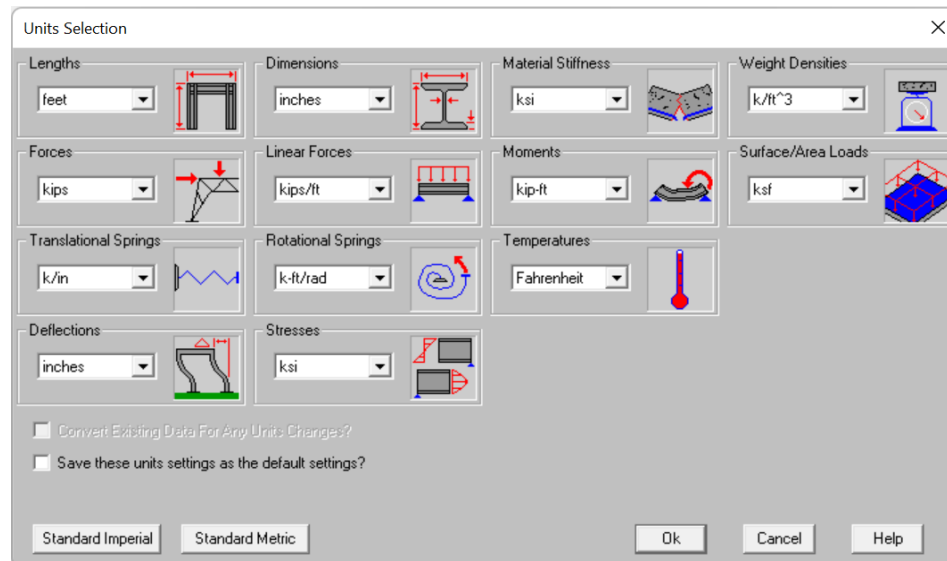 Units Selection
Lengths
feet
Dimensions
inches
Material Stiffness
ksi
Weight Densities
k/ft^3
Forces
kips
Linear Forces
kips/ft
Moments
kip-ft
Surface/Area Loads
ksf
Translational Springs
k/in
Rotational Springs
k-ft/rad
Temperatures
Fahrenheit
Deflections
inches
Stresses
ksi
Convert Existing Data For Any Units Changes?
Save these units settings as the default settings?
Standard Imperial
Standard Metric
Ok
Cancel
Help